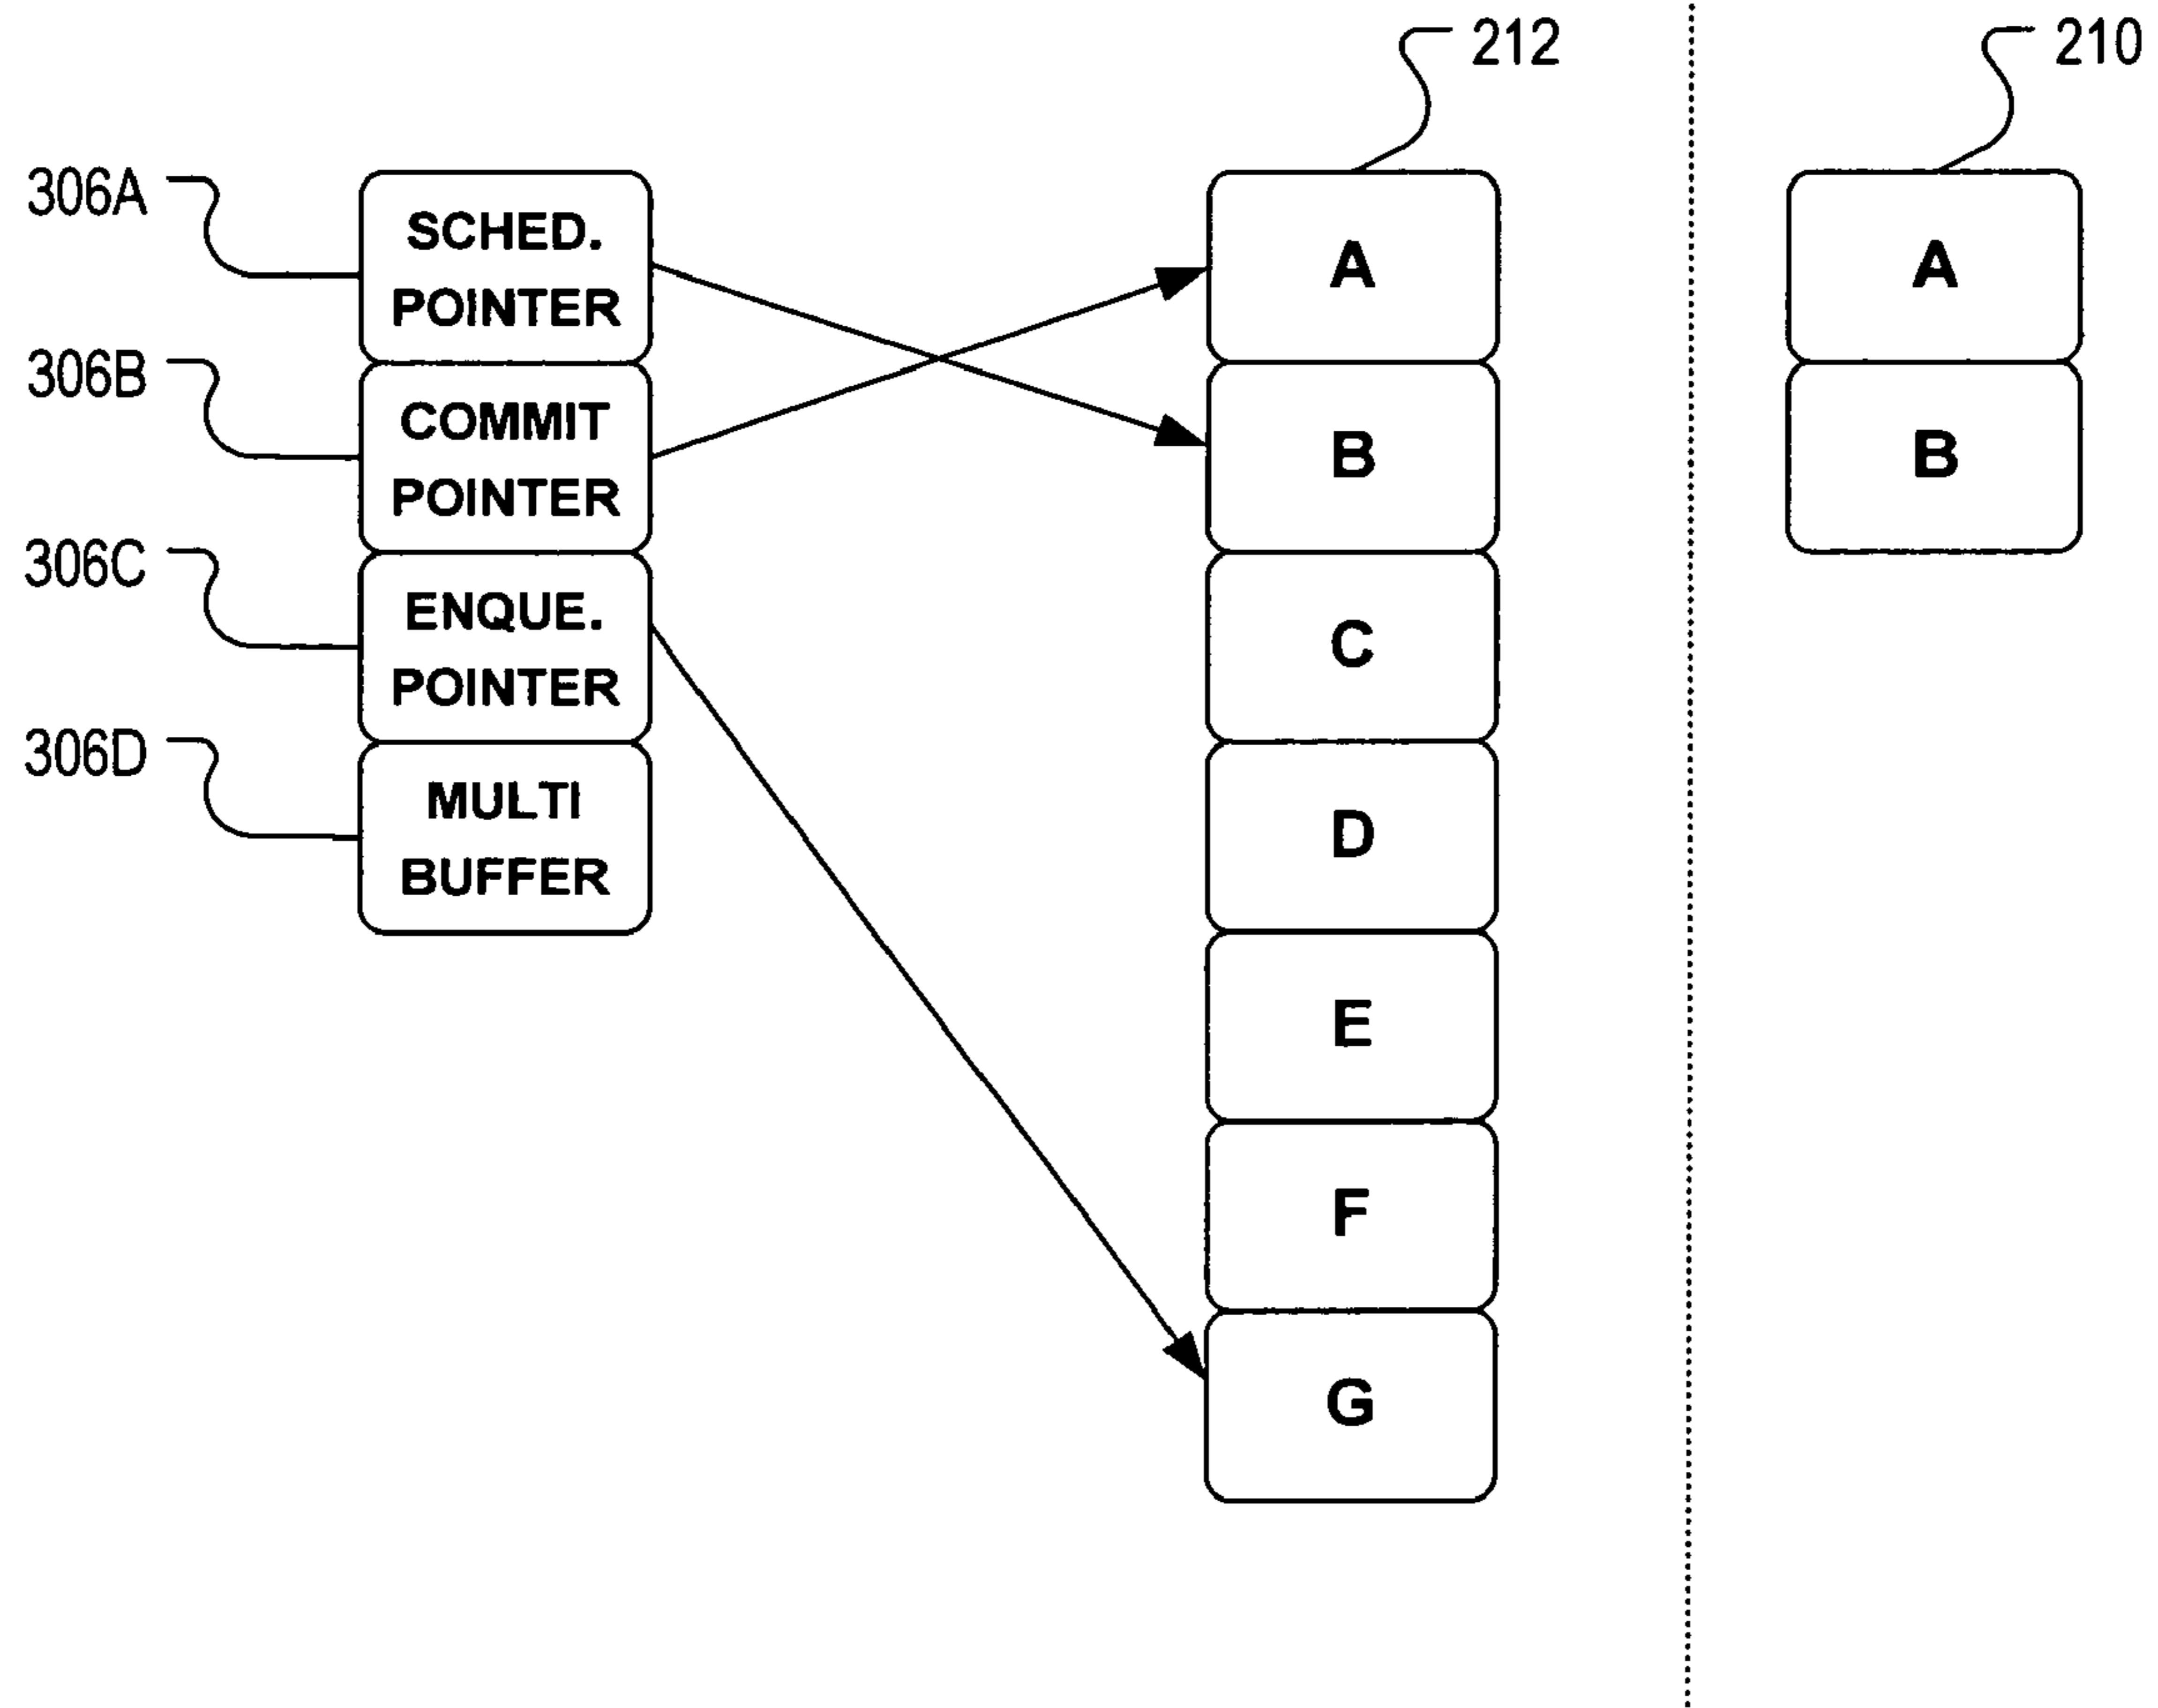 212
210
306A
SCHED.
POINTER
306B
COMMIT
POINTER
306C
ENQUE.
POINTER
306D
MULTI
BUFFER
A
B
C
D
E
F
G
A
B